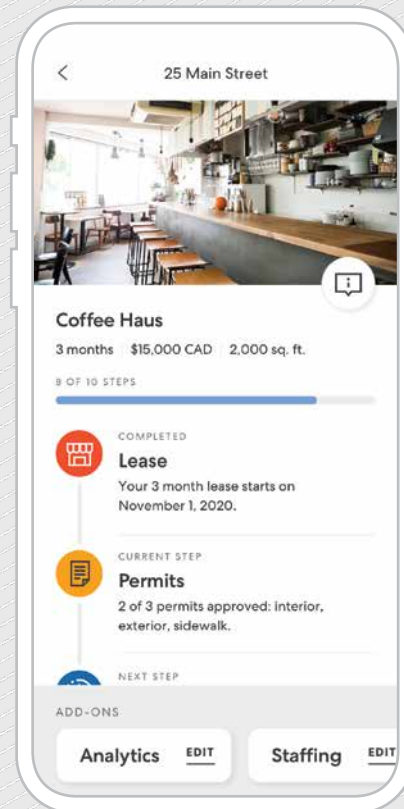 25 Main Street
Coffee Haus
3 months $15,000 CAD 2,000 sq. ft.
8 OF 10 STEPS
COMPLETED
Lease
Your 3 month lease starts on
November 1, 2020.
CURRENT STEP
Permits
2 of 3 permits approved: interior,
exterior, sidewalk.
NEXT STEP
ADD-ONS
Analytics EDIT Staffing EDIT